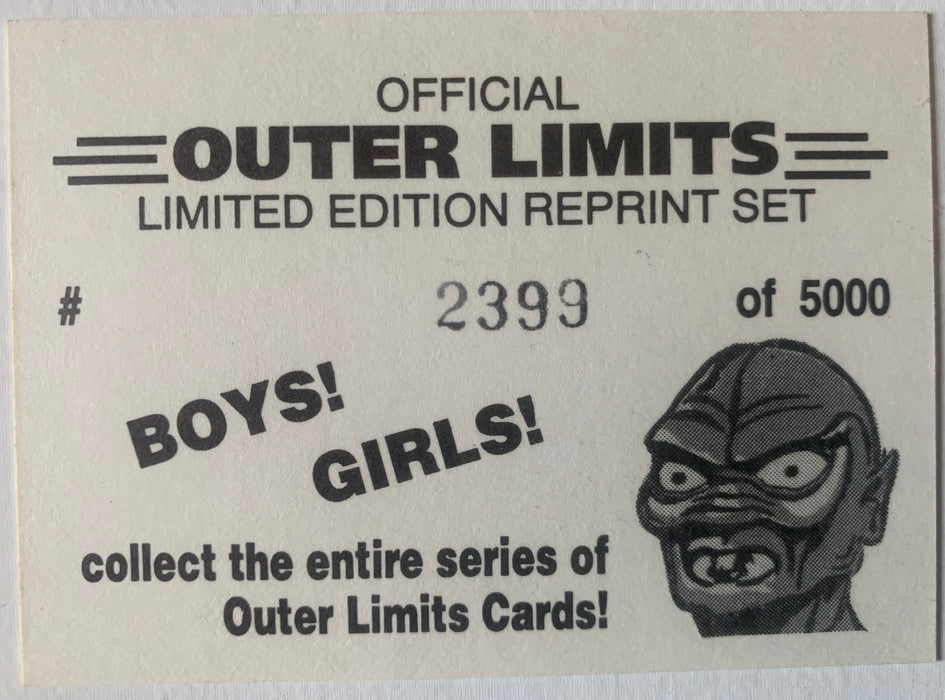 OFFICIAL
OUTER LIMITS
LIMITED EDITION REPRINT SET
# 2399 of 5000
BOYS!
GIRLS!
collect the entire series of
Outer Limits Cards!